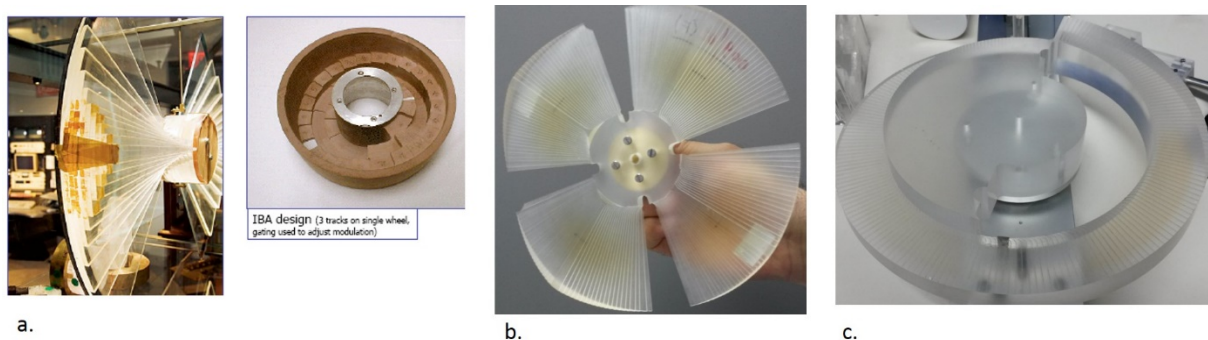 IBA design (3 tracks on single wheel,
gating used to adjust modulation)
a.
b.
c.